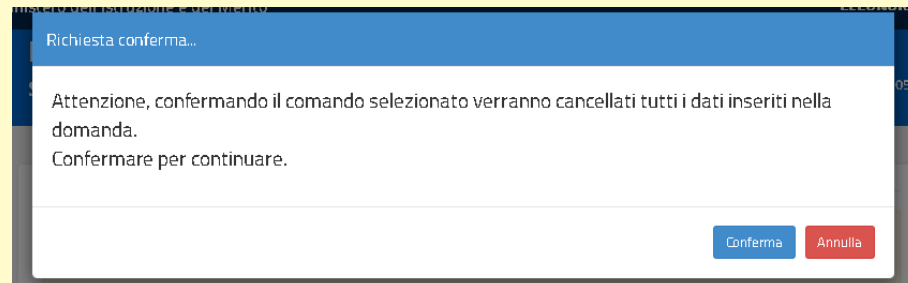 Richiesta conferma...
Attenzione, confermando il comando selezionato verranno cancellati tutti i dati inseriti nella
domanda.
Confermare per continuare.
Conferma Annulla